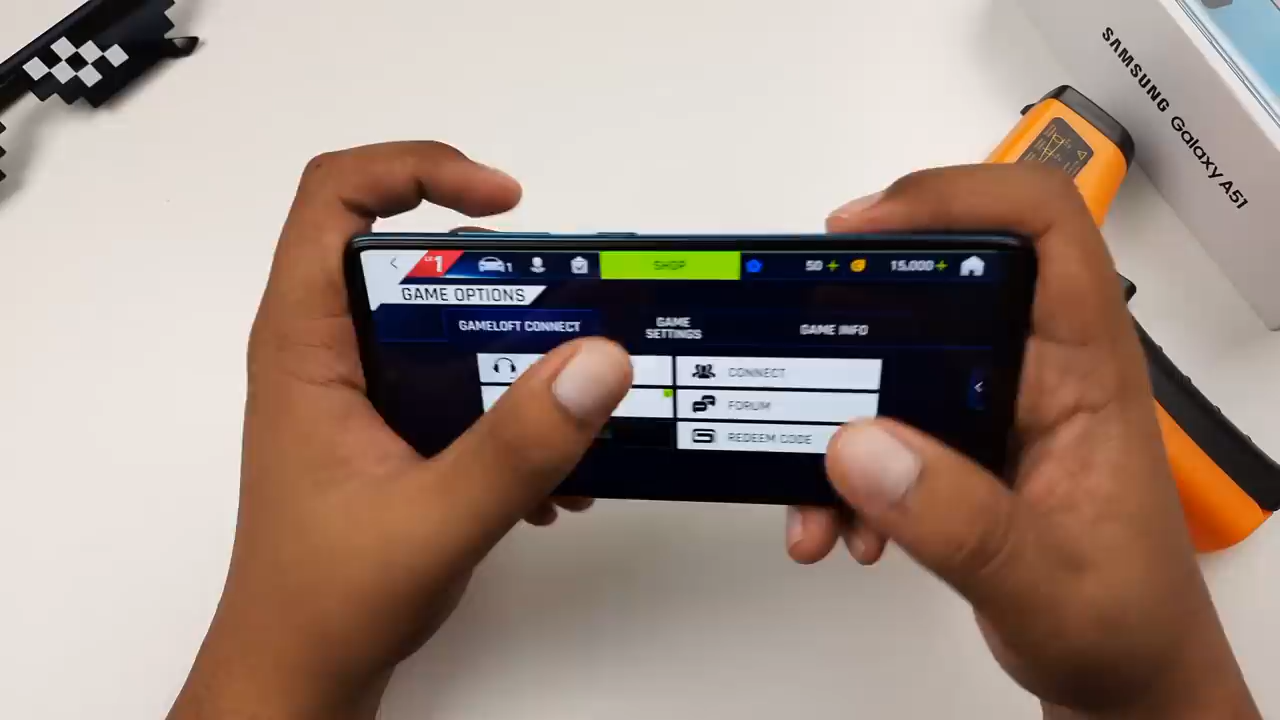 SAMSUNG Galaxy A51
1
1
SHOP
50 +
15,000 +
GAME OPTIONS
GAMELOFT CONNECT
GAME
SETTINGS
GAME INFO
CONNECT
FORUM
REDEEM CODE